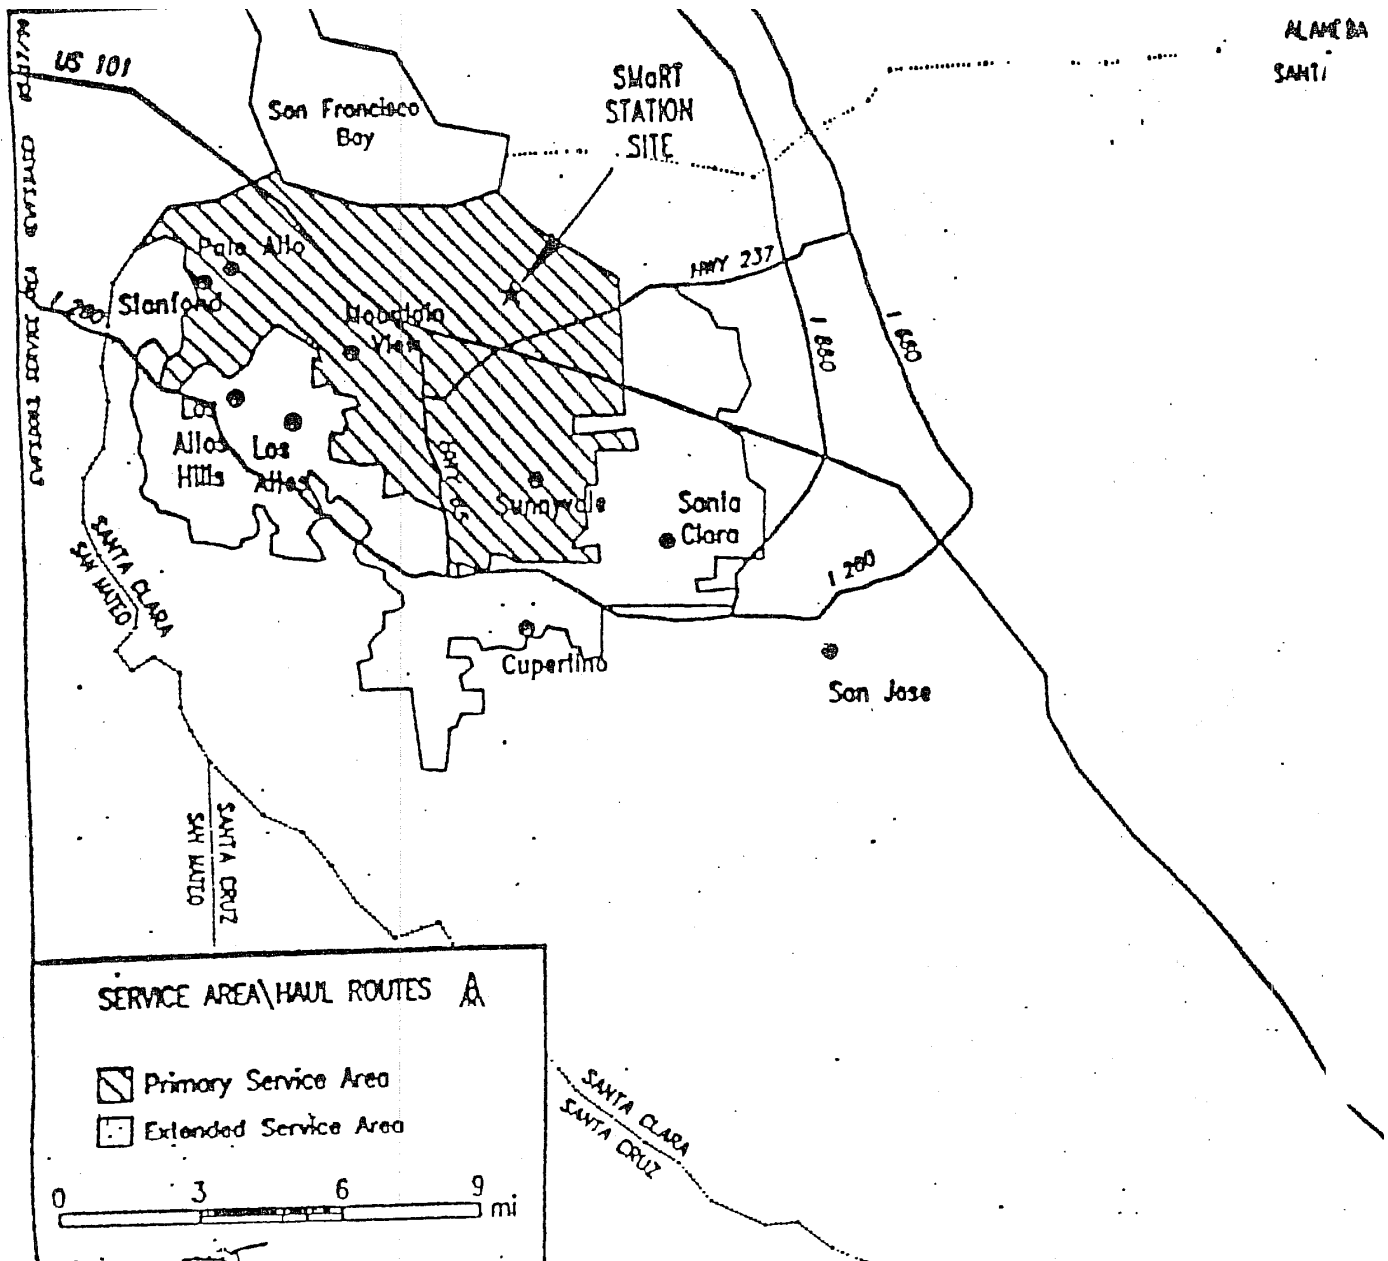 ALAMEDA
SANT
US 101
SMaRT
STATION
SITE
San Francisco
Bay
Palo Alto
HWY 237
Stanford
I 280
Mountain
View
I 880
I 680
Los
Altos
Hills
Los
Altos
HWY 85
Sunnyvale
Santa
Clara
SANTA CLARA
SAN MATEO
I 280
Cupertino
San Jose
SANTA CRUZ
SAN MATEO
SERVICE AREA\HAUL ROUTES
Primary Service Area
Extended Service Area
0 3 6 9 mi
SANTA CLARA
SANTA CRUZ